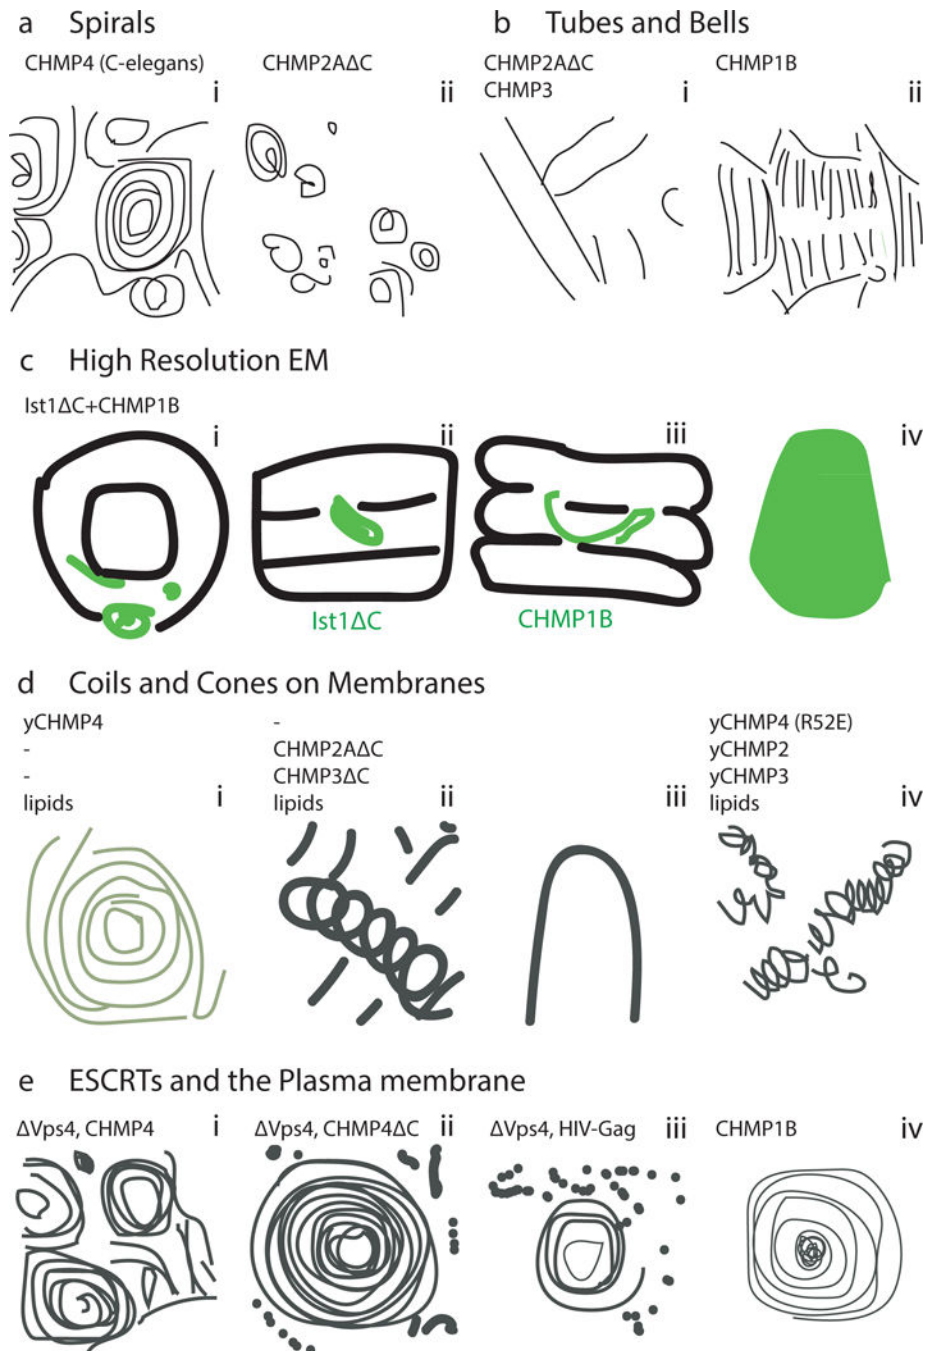 a Spirals
b Tubes and Bells
CHMP4 (C-elegans)
i
CHMP2AΔC
ii
CHMP2AΔC
CHMP3
i
CHMP1B
ii
c High Resolution EM
Ist1ΔC+CHMP1B
i
ii
iii
iv
Ist1ΔC
CHMP1B
d Coils and Cones on Membranes
yCHMP4
-
-
lipids
i
-
CHMP2AΔC
CHMP3ΔC
lipids
ii
iii
yCHMP4 (R52E)
yCHMP2
yCHMP3
lipids
iv
e ESCRTs and the Plasma membrane
ΔVps4, CHMP4
i
ΔVps4, CHMP4ΔC
ii
ΔVps4, HIV-Gag
iii
CHMP1B
iv